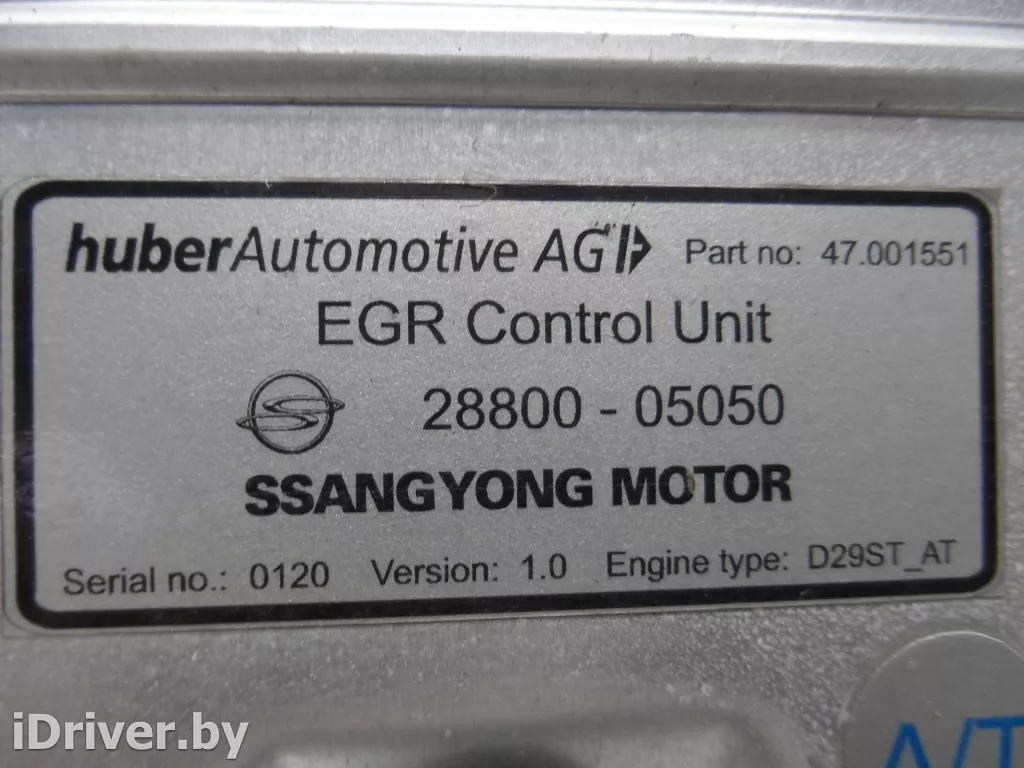 huberAutomotive AG Part no: 47.001551
EGR Control Unit
28800 - 05050
SSANGYONG MOTOR
Serial no.: 0120 Version: 1.0 Engine type: D29ST_AT
A/T
iDriver.by